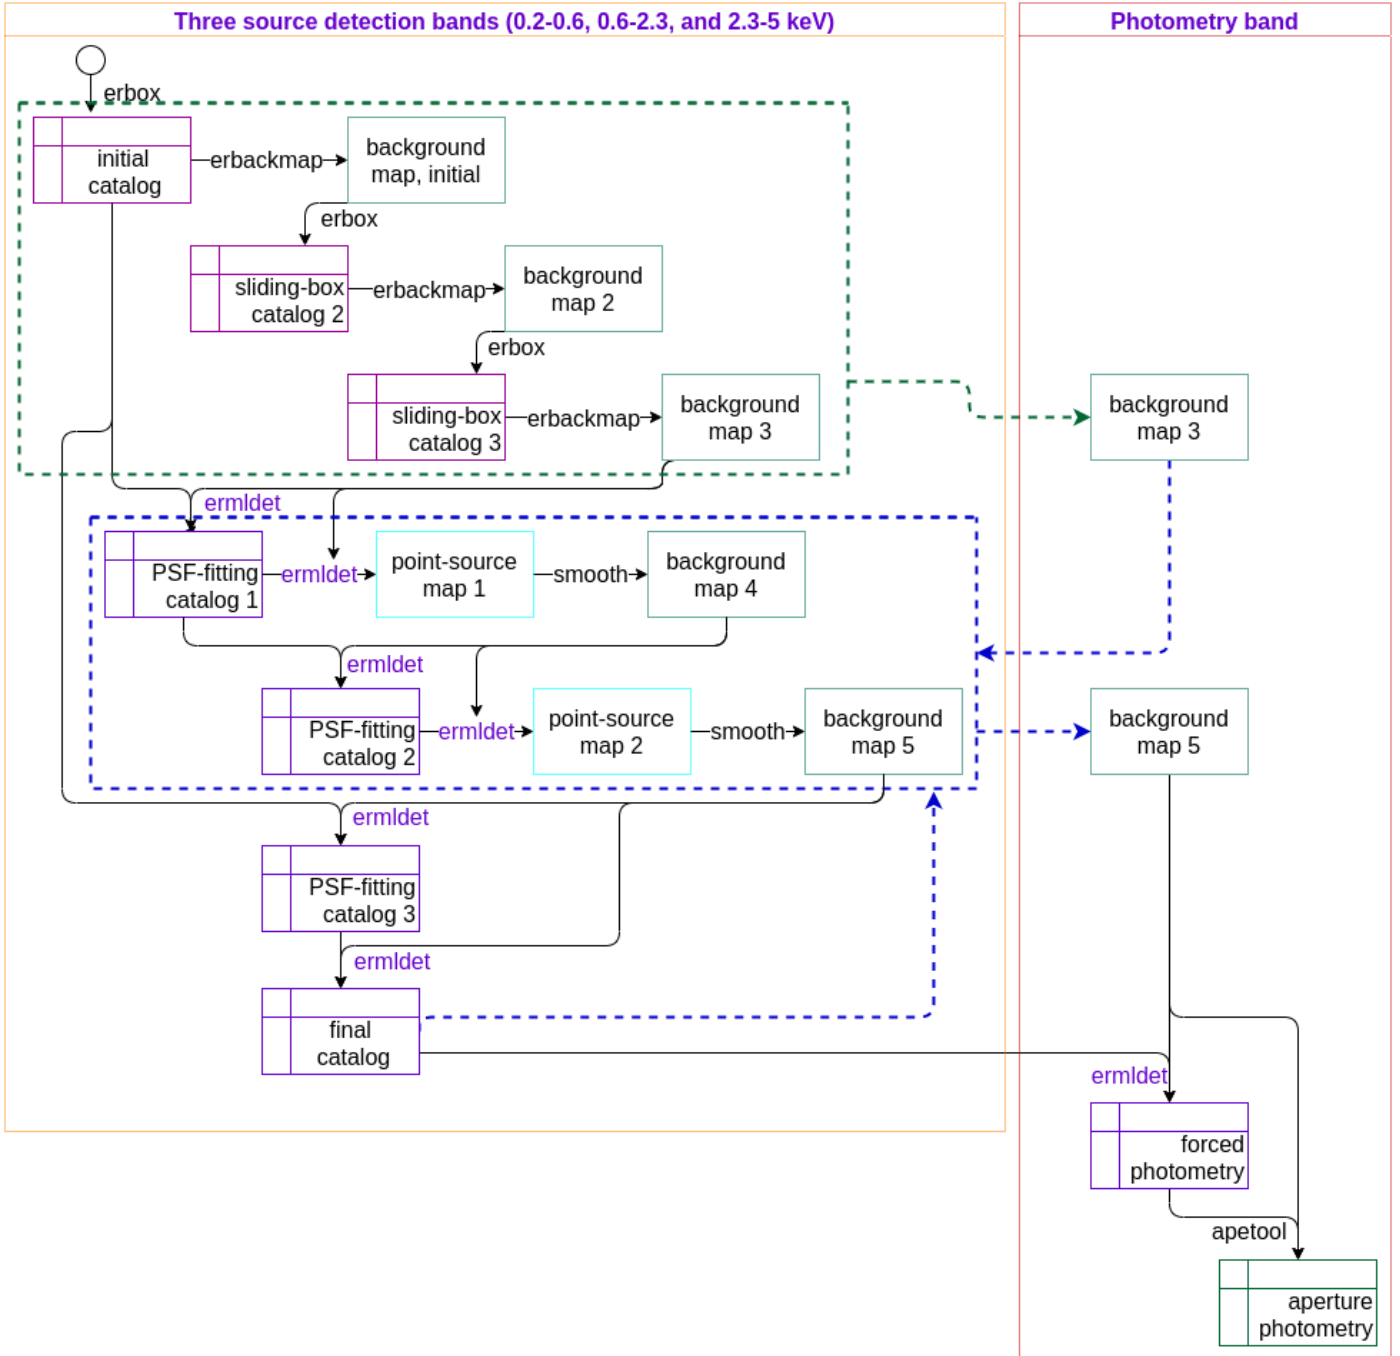 Three source detection bands (0.2-0.6, 0.6-2.3, and 2.3-5 keV)
Photometry band
erbox
initial
catalog
erbackmap
background
map, initial
erbox
sliding-box
catalog 2
erbackmap
background
map 2
erbox
sliding-box
catalog 3
erbackmap
background
map 3
background
map 3
ermldet
PSF-fitting
catalog 1
ermldet
point-source
map 1
smooth
background
map 4
ermldet
PSF-fitting
catalog 2
ermldet
point-source
map 2
smooth
background
map 5
background
map 5
ermldet
PSF-fitting
catalog 3
ermldet
final
catalog
ermldet
forced
photometry
apetool
aperture
photometry